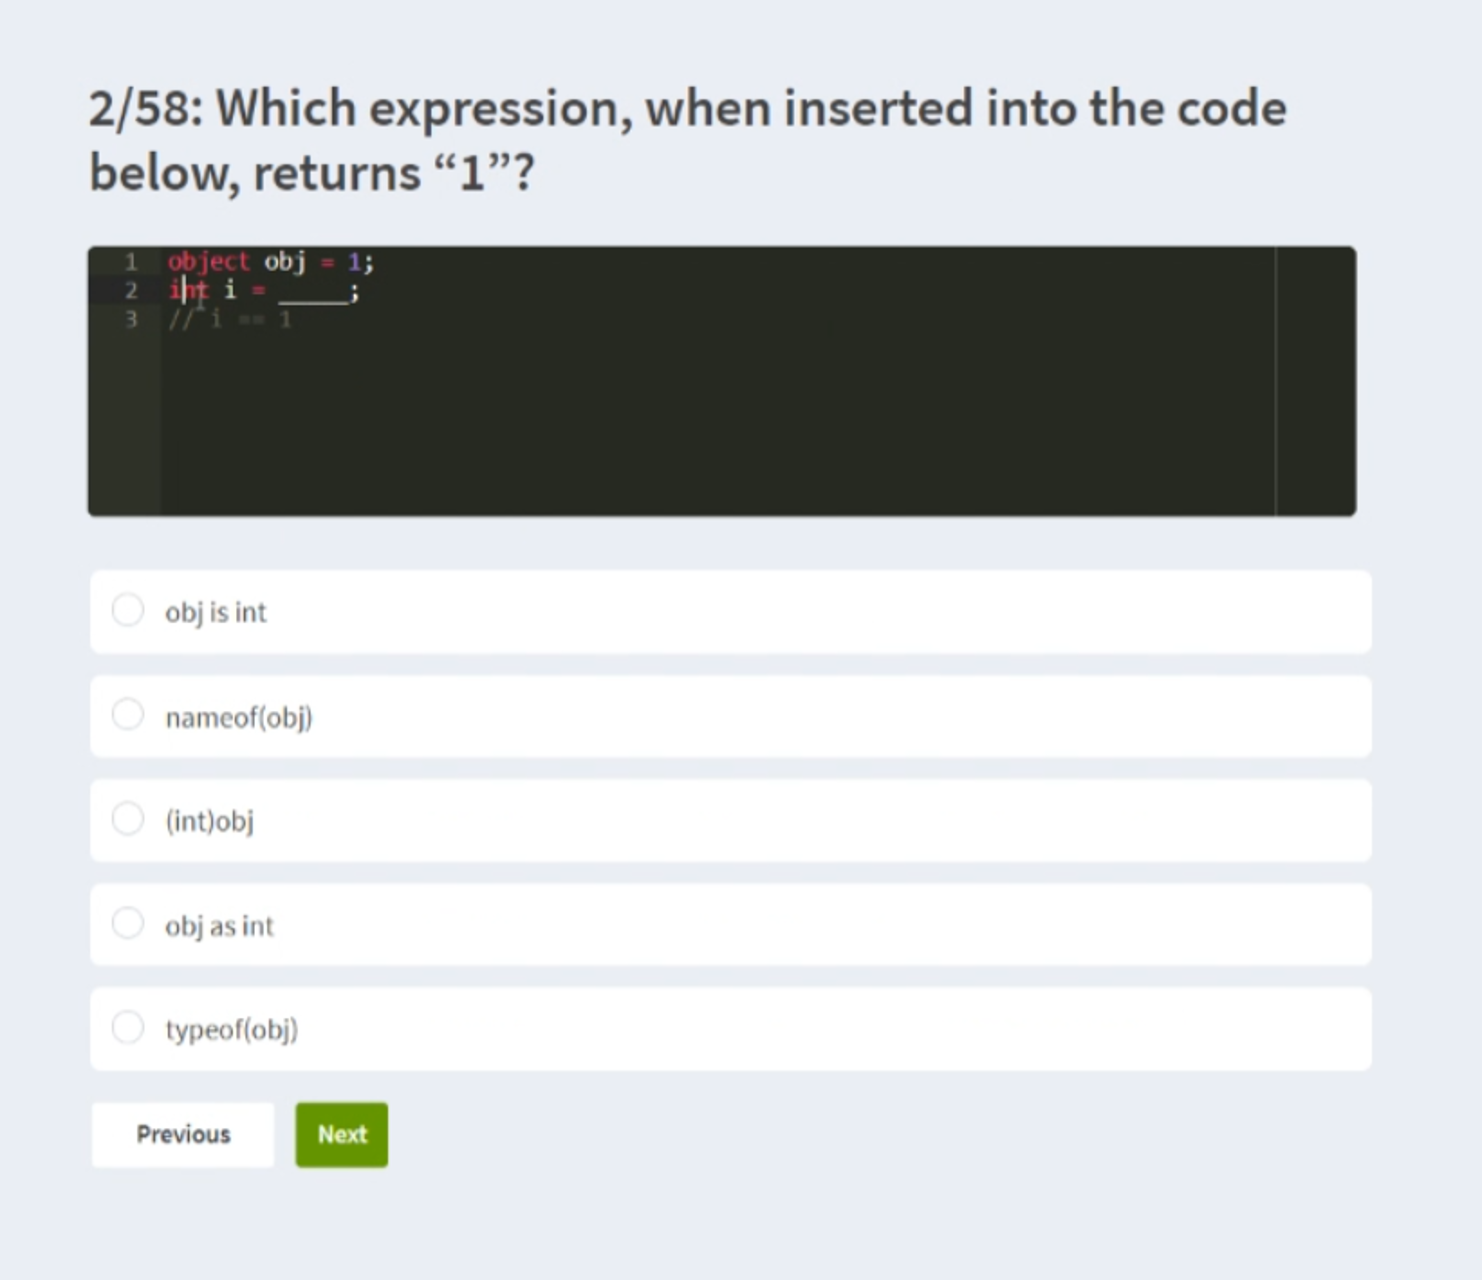 2/58: Which expression, when inserted into the code
below, returns “1”?
1 object obj = 1;
2 int i = _____;
3 // i == 1
obj is int
nameof(obj)
(int)obj
obj as int
typeof(obj)
Previous
Next